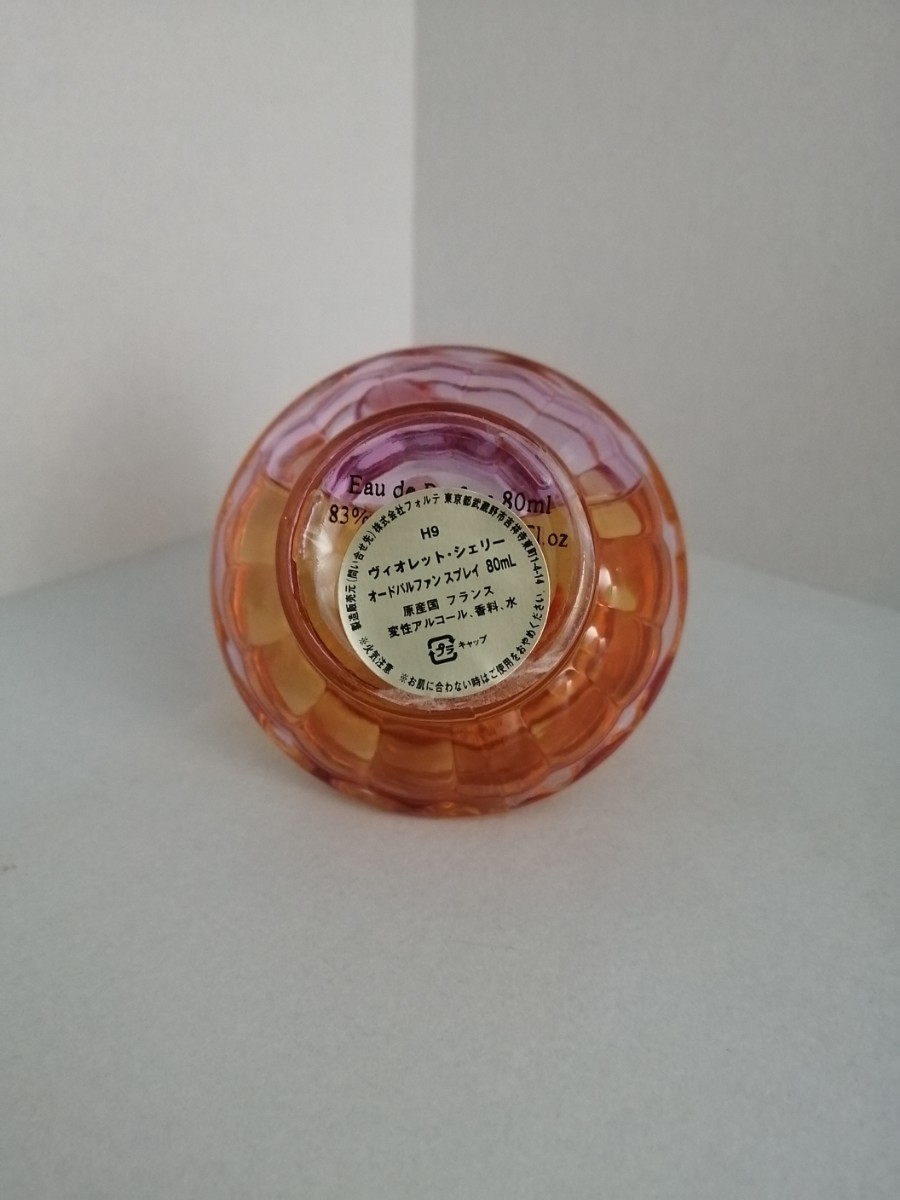 Eau de 80ml
83%
fl.oz
製造販売元(問い合せ先)株式会社フォルテ 東京都武蔵野市吉祥寺東町1-4-14
H9
ヴィオレット・シェリー
オードパルファン スプレイ 80mL
原産国 フランス
変性アルコール、香料、水
プラ キャップ
※火気注意 ※お肌に合わない時はご使用をおやめください。